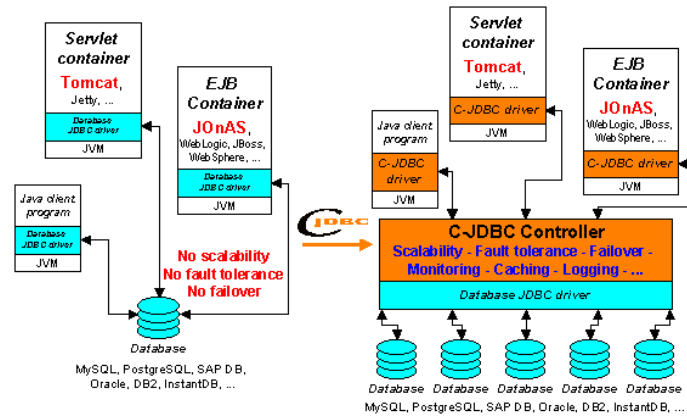 Servlet
container
Tomcat,
Jetty, ...
Database
JDBC driver
JVM
EJB
Container
JOnAS,
WebLogic, JBoss,
WebSphere, ...
Database
JDBC driver
JVM
Java client
program
Database
JDBC driver
JVM
No scalability
No fault tolerance
No failover
Database
MySQL, PostgreSQL, SAP DB,
Oracle, DB2, InstantDB, ...
C JDBC
Servlet
container
Tomcat,
Jetty, ...
C-JDBC driver
JVM
EJB
Container
JOnAS,
WebLogic, JBoss,
WebSphere, ...
C-JDBC driver
JVM
Java client
program
C-JDBC
driver
JVM
C-JDBC Controller
Scalability - Fault tolerance - Failover -
Monitoring - Caching - Logging - ...
Database JDBC driver
Database Database Database Database Database
MySQL, PostgreSQL, SAP DB, Oracle, DB2, InstantDB, ...